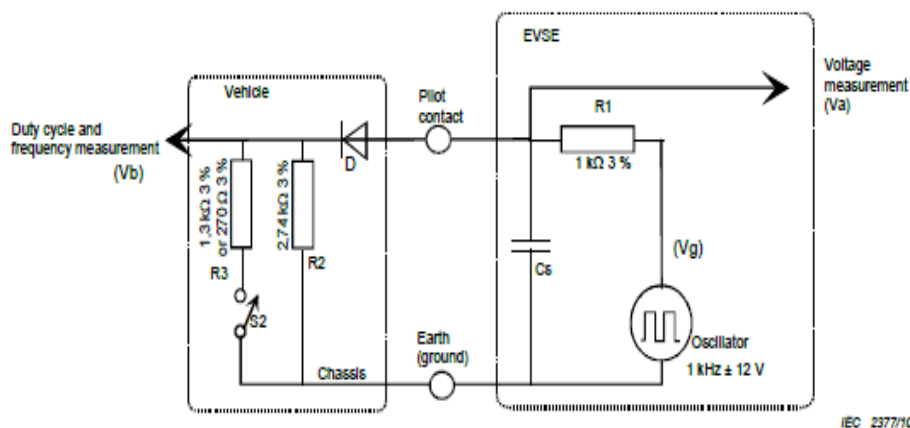 EVSE
Voltage
measurement
(Va)
Vehicle
Pilot
contact
R1
Duty cycle and
frequency measurement
(Vb)
D
1 kΩ 3 %
1,3 kΩ 3 %
or 270 Ω 3 %
2,74 kΩ 3 %
R3
R2
Cs
(Vg)
S2
Earth
(ground)
Oscillator
1 kHz ± 12 V
Chassis
IEC 2377/10